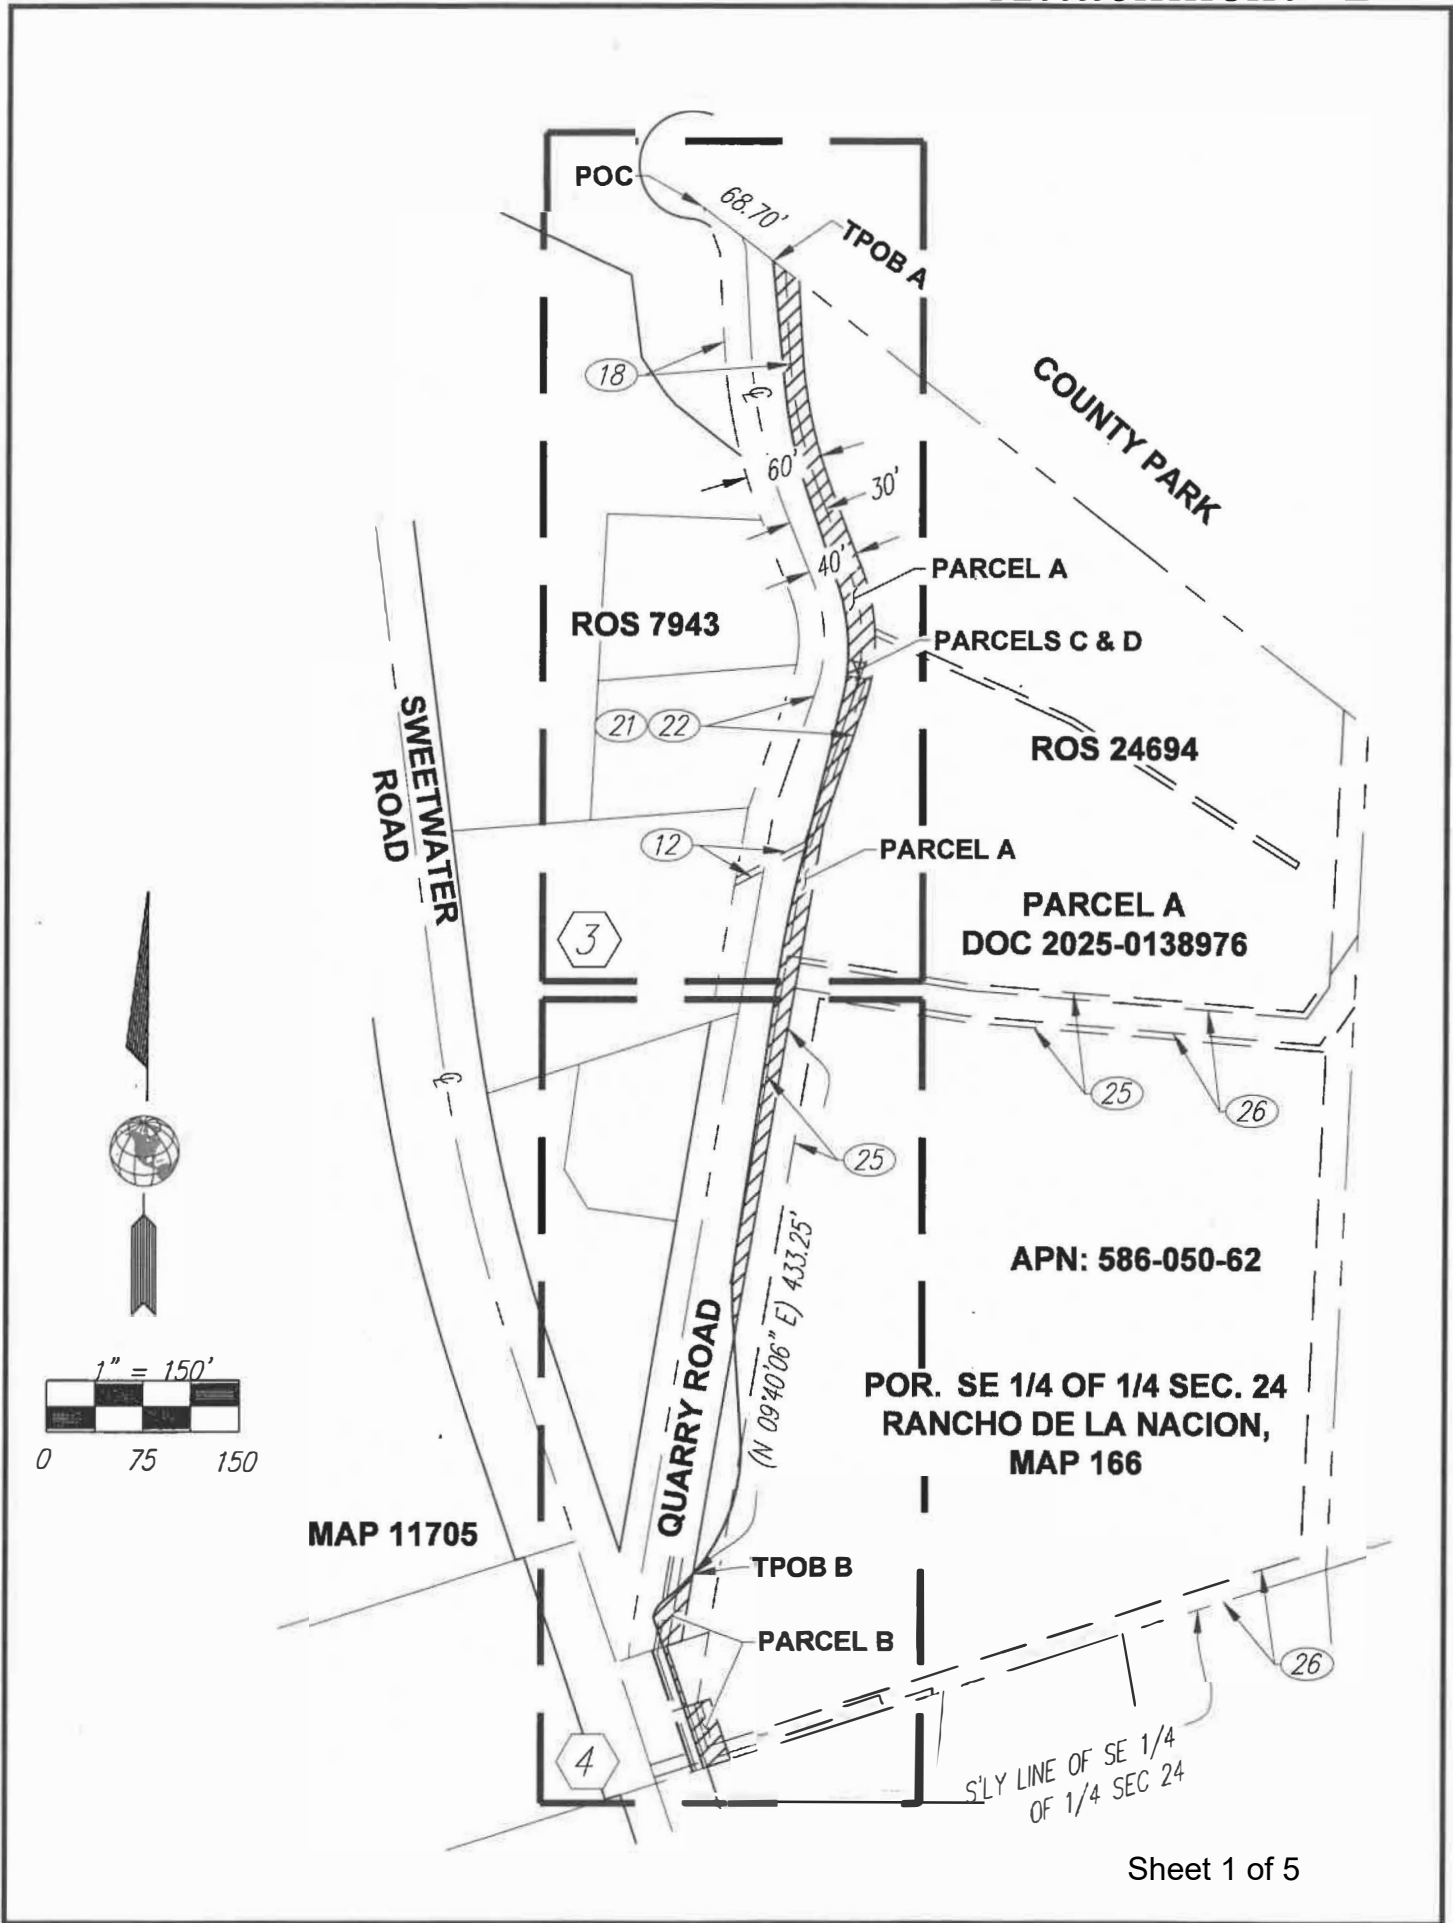 POC
68.70'
TPOB A
18
COUNTY PARK
60'
30'
40'
PARCEL A
ROS 7943
PARCELS C & D
21 22
SWEETWATER
ROAD
ROS 24694
12
PARCEL A
PARCEL A
DOC 2025-0138976
3
25
26
25
(N 09°40'06" E) 433.25'
APN: 586-050-62
QUARRY ROAD
1" = 150'
0 75 150
POR. SE 1/4 OF 1/4 SEC. 24
RANCHO DE LA NACION,
MAP 166
MAP 11705
TPOB B
PARCEL B
26
4
S'LY LINE OF SE 1/4
OF 1/4 SEC 24
Sheet 1 of 5